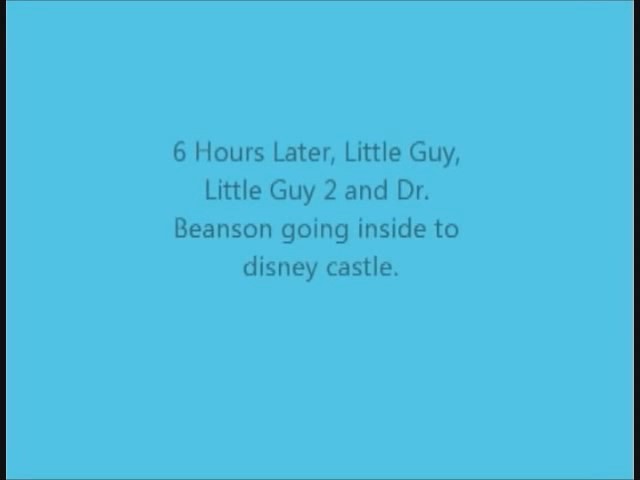 6 Hours Later, Little Guy,
Little Guy 2 and Dr.
Beanson going inside to
disney castle.